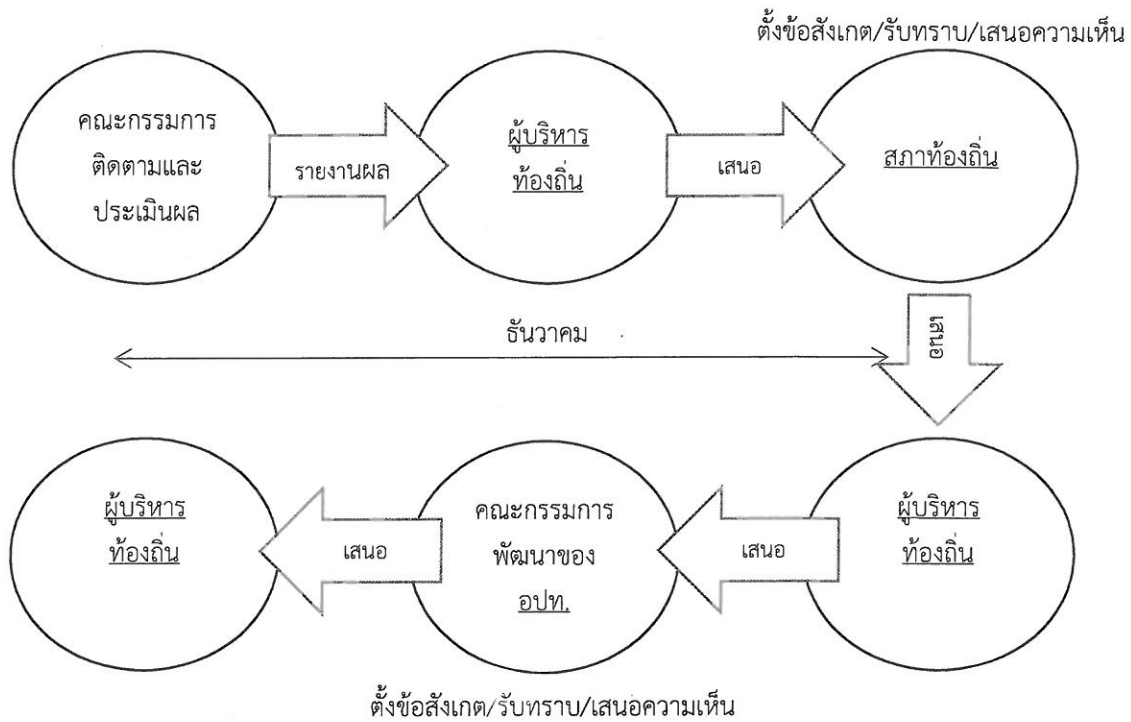 ตั้งข้อสังเกต/รับทราบ/เสนอความเห็น
คณะกรรมการ
ติดตามและ
ประเมินผล
รายงานผล
ผู้บริหาร
ท้องถิ่น
เสนอ
สภาท้องถิ่น
เสนอ
ธันวาคม
ผู้บริหาร
ท้องถิ่น
เสนอ
คณะกรรมการ
พัฒนาของ
อปท.
เสนอ
ผู้บริหาร
ท้องถิ่น
ตั้งข้อสังเกต/รับทราบ/เสนอความเห็น